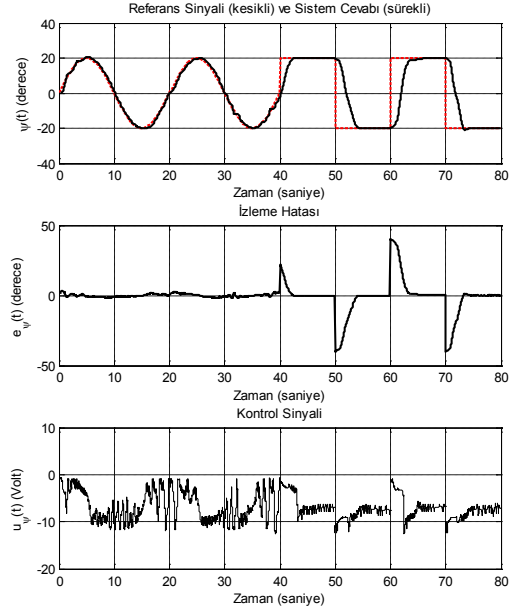 Referans Sinyali (kesikli) ve Sistem Cevabı (sürekli)
40
20
0
-20
-40
ψ(t) (derece)
0 10 20 30 40 50 60 70 80
Zaman (saniye)
İzleme Hatası
50
0
-50
e_ψ(t) (derece)
0 10 20 30 40 50 60 70 80
Zaman (saniye)
Kontrol Sinyali
10
0
-10
-20
u_ψ(t) (Volt)
0 10 20 30 40 50 60 70 80
Zaman (saniye)